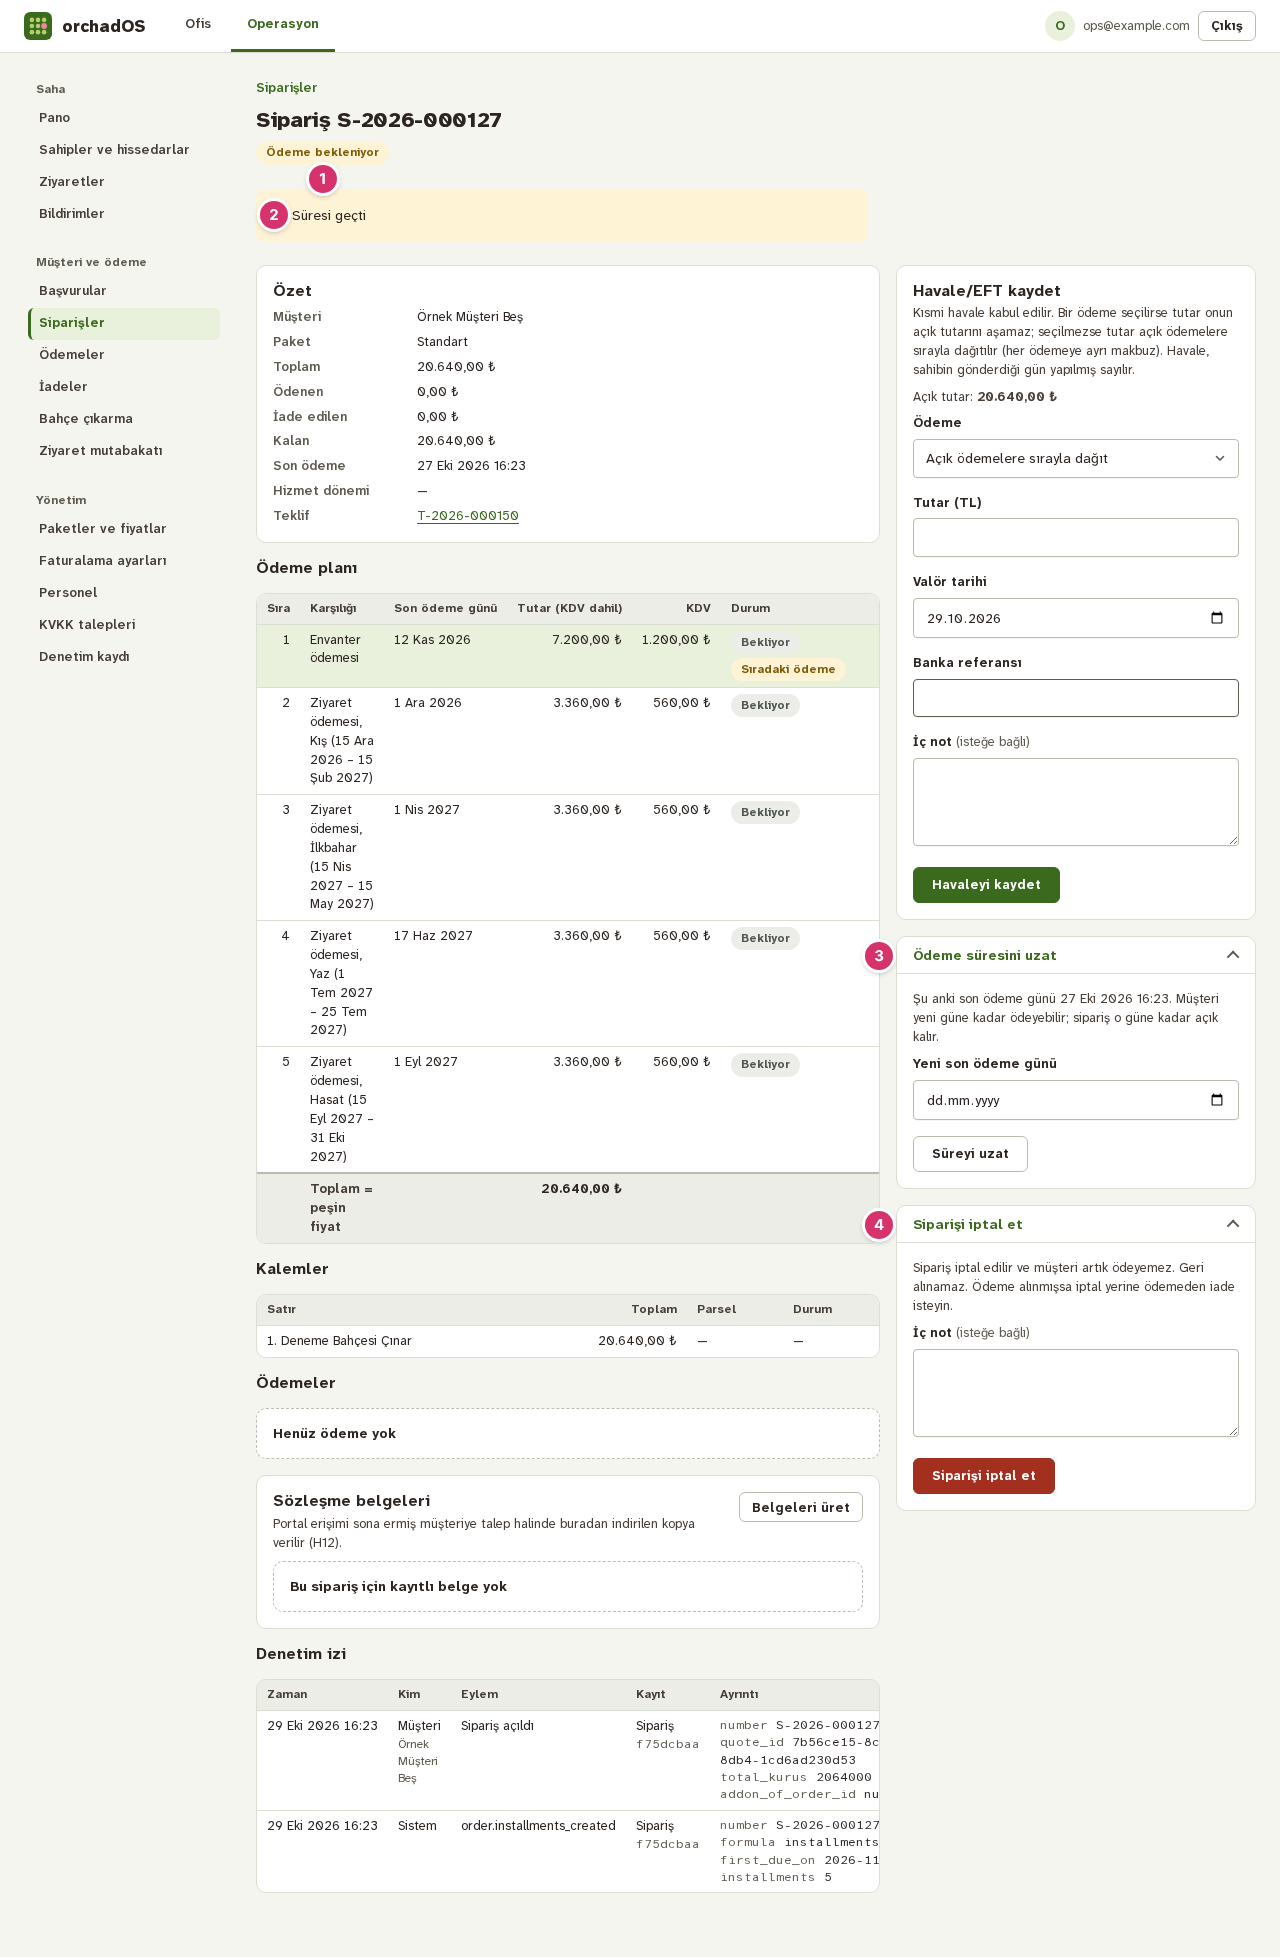 orchadOS
Ofis
Operasyon
O
ops@example.com
Çıkış
Saha
Pano
Sahipler ve hissedarlar
Ziyaretler
Bildirimler
Müşteri ve ödeme
Başvurular
Siparişler
Ödemeler
İadeler
Bahçe çıkarma
Ziyaret mutabakatı
Yönetim
Paketler ve fiyatlar
Faturalama ayarları
Personel
KVKK talepleri
Denetim kaydı
Siparişler
Sipariş S-2026-000127
Ödeme bekleniyor
1
2
Süresi geçti
Özet
Müşteri Örnek Müşteri Beş
Paket Standart
Toplam 20.640,00 ₺
Ödenen 0,00 ₺
İade edilen 0,00 ₺
Kalan 20.640,00 ₺
Son ödeme 27 Eki 2026 16:23
Hizmet dönemi —
Teklif T-2026-000150
Ödeme planı
Sıra Karşılığı Son ödeme günü Tutar (KDV dahil) KDV Durum
1 Envanter 12 Kas 2026 7.200,00 ₺ 1.200,00 ₺ Bekliyor
ödemesi Sıradaki ödeme
2 Ziyaret 1 Ara 2026 3.360,00 ₺ 560,00 ₺ Bekliyor
ödemesi,
Kış (15 Ara
2026 – 15
Şub 2027)
3 Ziyaret 1 Nis 2027 3.360,00 ₺ 560,00 ₺ Bekliyor
ödemesi,
İlkbahar
(15 Nis
2027 – 15
May 2027)
4 Ziyaret 17 Haz 2027 3.360,00 ₺ 560,00 ₺ Bekliyor
ödemesi,
Yaz (1
Tem 2027
– 25 Tem
2027)
5 Ziyaret 1 Eyl 2027 3.360,00 ₺ 560,00 ₺ Bekliyor
ödemesi,
Hasat (15
Eyl 2027 –
31 Eki
2027)
Toplam = 20.640,00 ₺
peşin
fiyat
Kalemler
Satır Toplam Parsel Durum
1. Deneme Bahçesi Çınar 20.640,00 ₺ — —
Ödemeler
Henüz ödeme yok
Sözleşme belgeleri
Belgeleri üret
Portal erişimi sona ermiş müşteriye talep halinde buradan indirilen kopya
verilir (H12).
Bu sipariş için kayıtlı belge yok
Denetim izi
Zaman Kim Eylem Kayıt Ayrıntı
29 Eki 2026 16:23 Müşteri Sipariş açıldı Sipariş number S-2026-000127
Örnek f75dcbaa quote_id 7b56ce15-8c
Müşteri 8db4-1cd6ad230d53
Beş total_kurus 2064000
addon_of_order_id nu
29 Eki 2026 16:23 Sistem order.installments_created Sipariş number S-2026-000127
f75dcbaa formula installments
first_due_on 2026-11
installments 5
Havale/EFT kaydet
Kısmi havale kabul edilir. Bir ödeme seçilirse tutar onun
açık tutarını aşamaz; seçilmezse tutar açık ödemelere
sırayla dağıtılır (her ödemeye ayrı makbuz). Havale,
sahibin gönderdiği gün yapılmış sayılır.
Açık tutar: 20.640,00 ₺
Ödeme
Açık ödemelere sırayla dağıt
Tutar (TL)
Valör tarihi
29.10.2026
Banka referansı
İç not (isteğe bağlı)
Havaleyi kaydet
3
Ödeme süresini uzat
Şu anki son ödeme günü 27 Eki 2026 16:23. Müşteri
yeni güne kadar ödeyebilir; sipariş o güne kadar açık
kalır.
Yeni son ödeme günü
dd.mm.yyyy
Süreyi uzat
4
Siparişi iptal et
Sipariş iptal edilir ve müşteri artık ödeyemez. Geri
alınamaz. Ödeme alınmışsa iptal yerine ödemeden iade
isteyin.
İç not (isteğe bağlı)
Siparişi iptal et